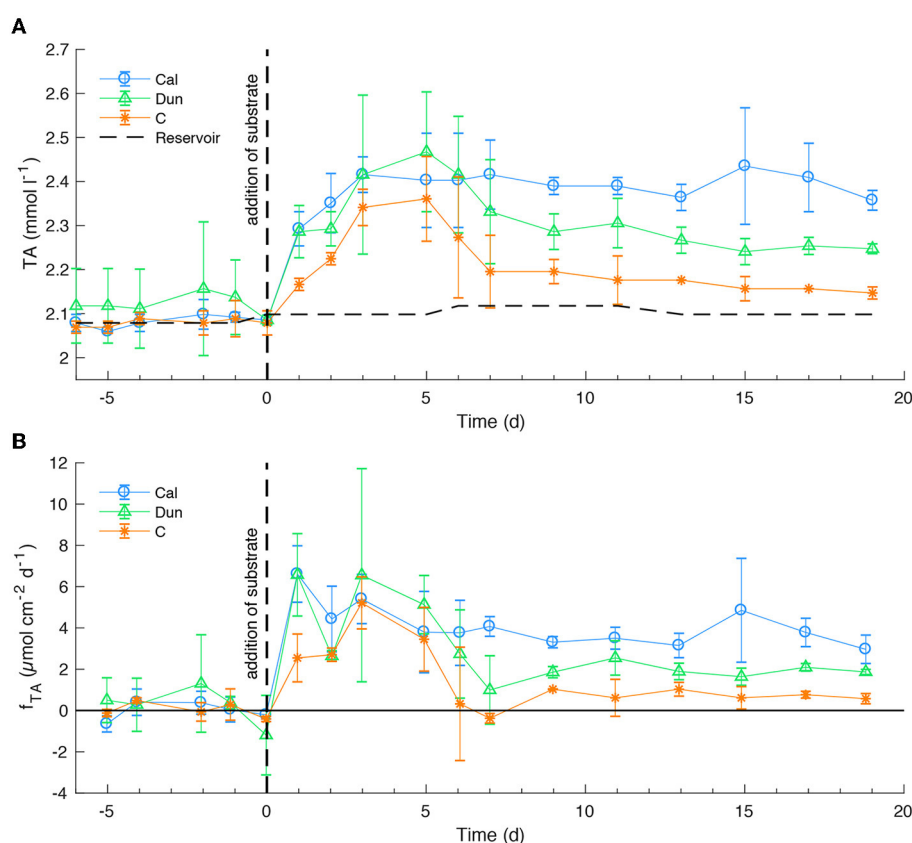 A
2.7
2.6
2.5
2.4
2.3
2.2
2.1
2
TA (mmol l⁻¹)
Cal
Dun
C
Reservoir
addition of substrate
-5
0
5
10
15
20
Time (d)
B
12
10
8
6
4
2
0
-2
-4
f_TA (μmol cm⁻² d⁻¹)
Cal
Dun
C
addition of substrate
-5
0
5
10
15
20
Time (d)